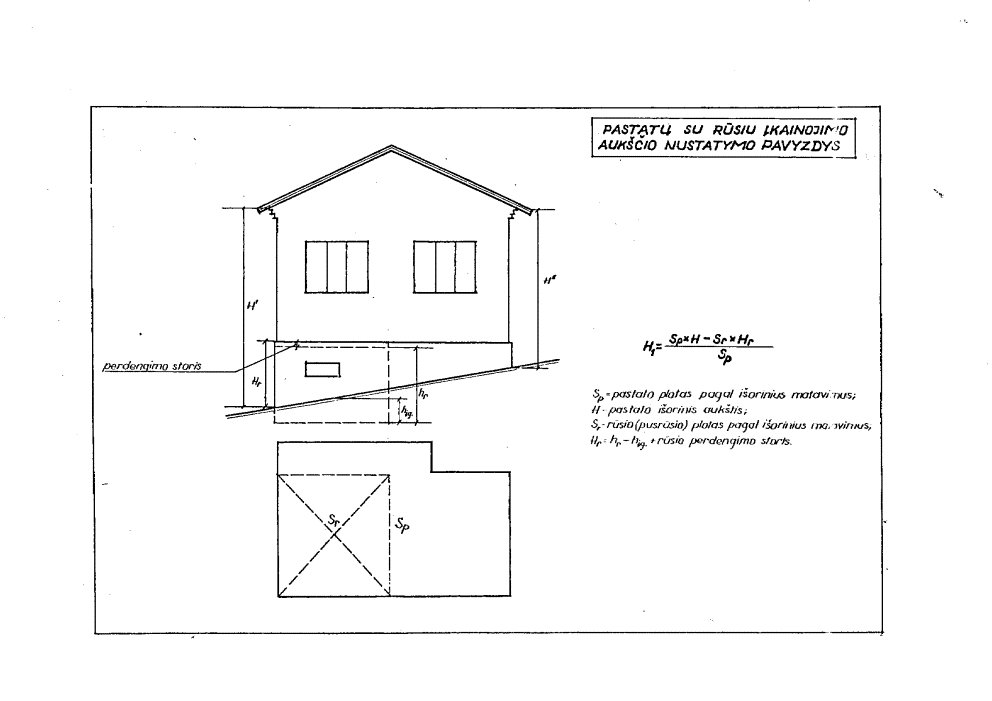 PASTATŲ SU RŪSIU ĮKAINOJIMO
AUKŠČIO NUSTATYMO PAVYZDYS
H'
H"
perdengimo storis
Hr
hr
hįg.
H₁= Sp×H – Sr×Hr
Sp
Sp=pastato plotas pagal išorinius matavimus;
H- pastato išorinis aukštis;
Sr-rūsio(pusrūsio) plotas pagal išorinius matavimus,
Hr= hr – hįg. + rūsio perdengimo storis.
Sr
Sp